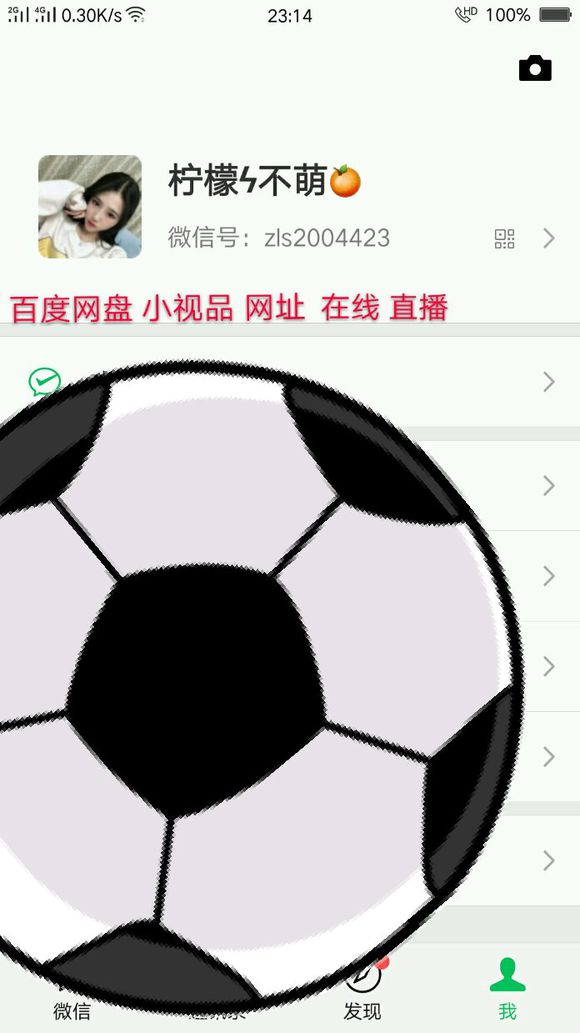 2G 4G 0.30K/s 23:14 HD 100%
柠檬ϟ不萌🍊
微信号：zls2004423
百度网盘 小视品 网址 在线 直播
微信 发现 我